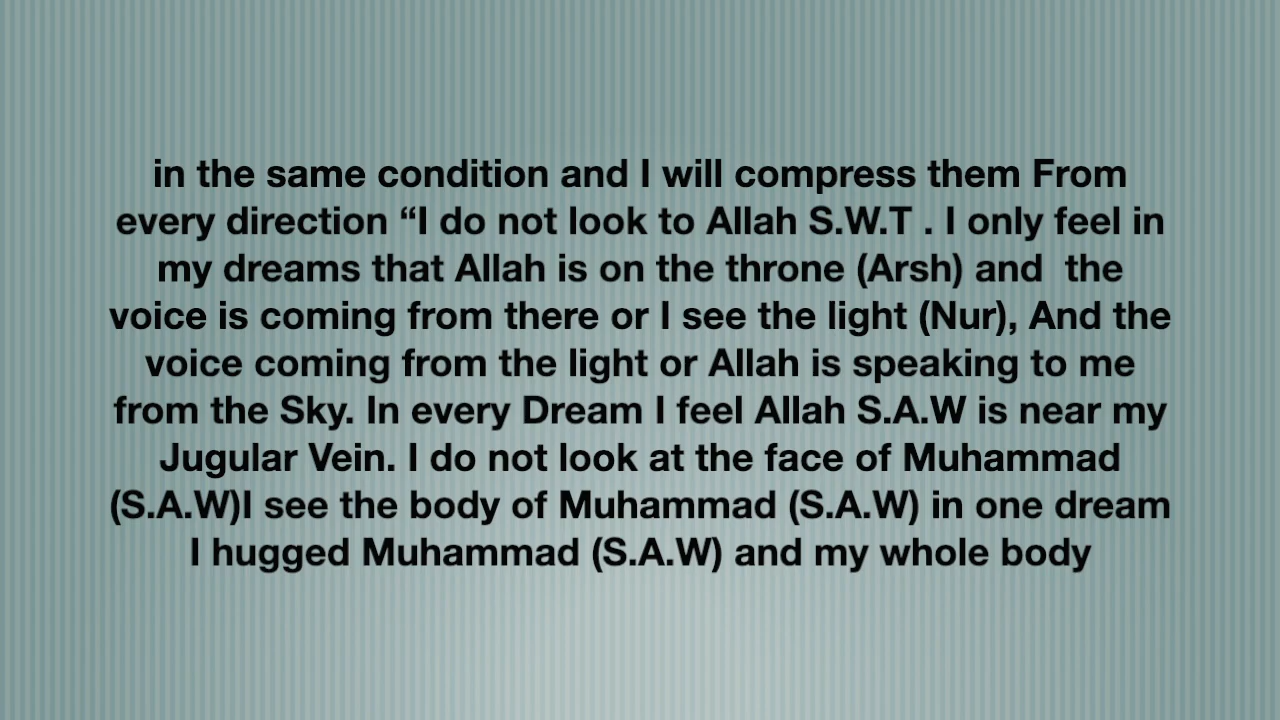 in the same condition and I will compress them From
every direction “I do not look to Allah S.W.T . I only feel in
my dreams that Allah is on the throne (Arsh) and  the
voice is coming from there or I see the light (Nur), And the
voice coming from the light or Allah is speaking to me
from the Sky. In every Dream I feel Allah S.A.W is near my
Jugular Vein. I do not look at the face of Muhammad
(S.A.W)I see the body of Muhammad (S.A.W) in one dream
I hugged Muhammad (S.A.W) and my whole body